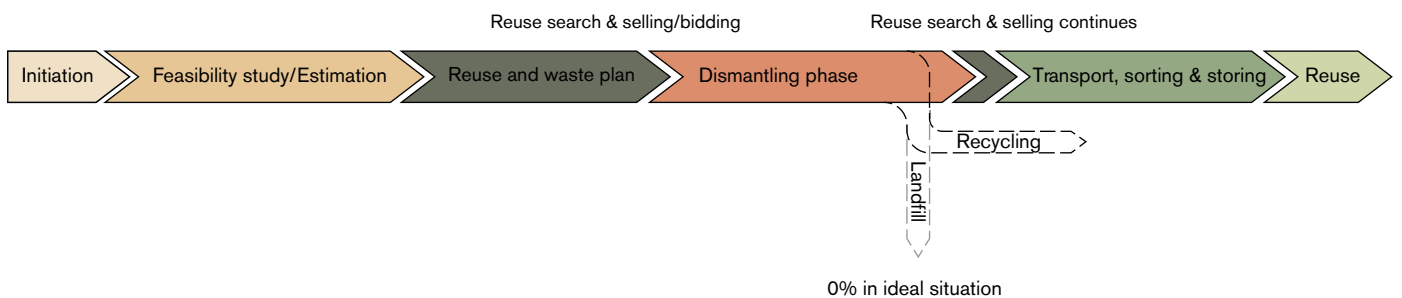 Reuse search & selling/bidding
Reuse search & selling continues
Initiation
Feasibility study/Estimation
Reuse and waste plan
Dismantling phase
Transport, sorting & storing
Reuse
Recycling
Landfill
0% in ideal situation